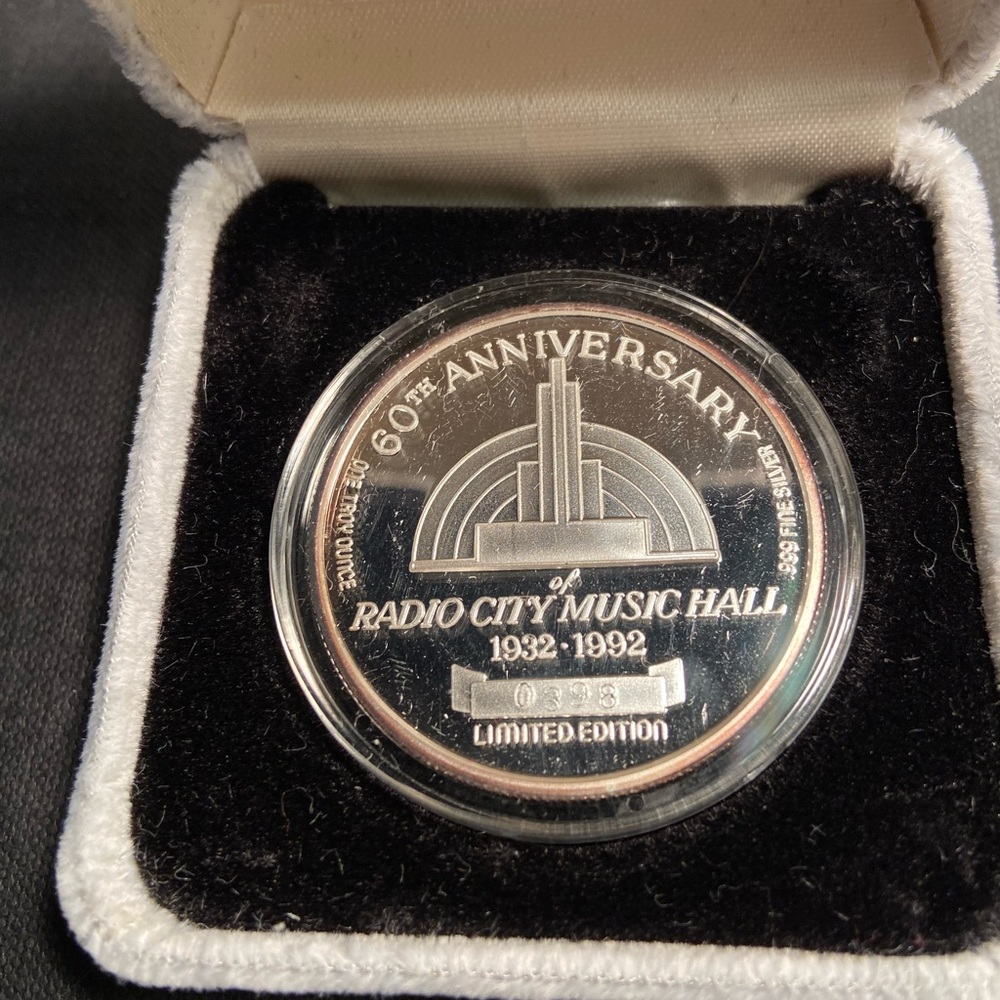 60TH ANNIVERSARY
ONE TROY OUNCE
.999 FINE SILVER
of
RADIO CITY MUSIC HALL
1932·1992
0398
LIMITED EDITION